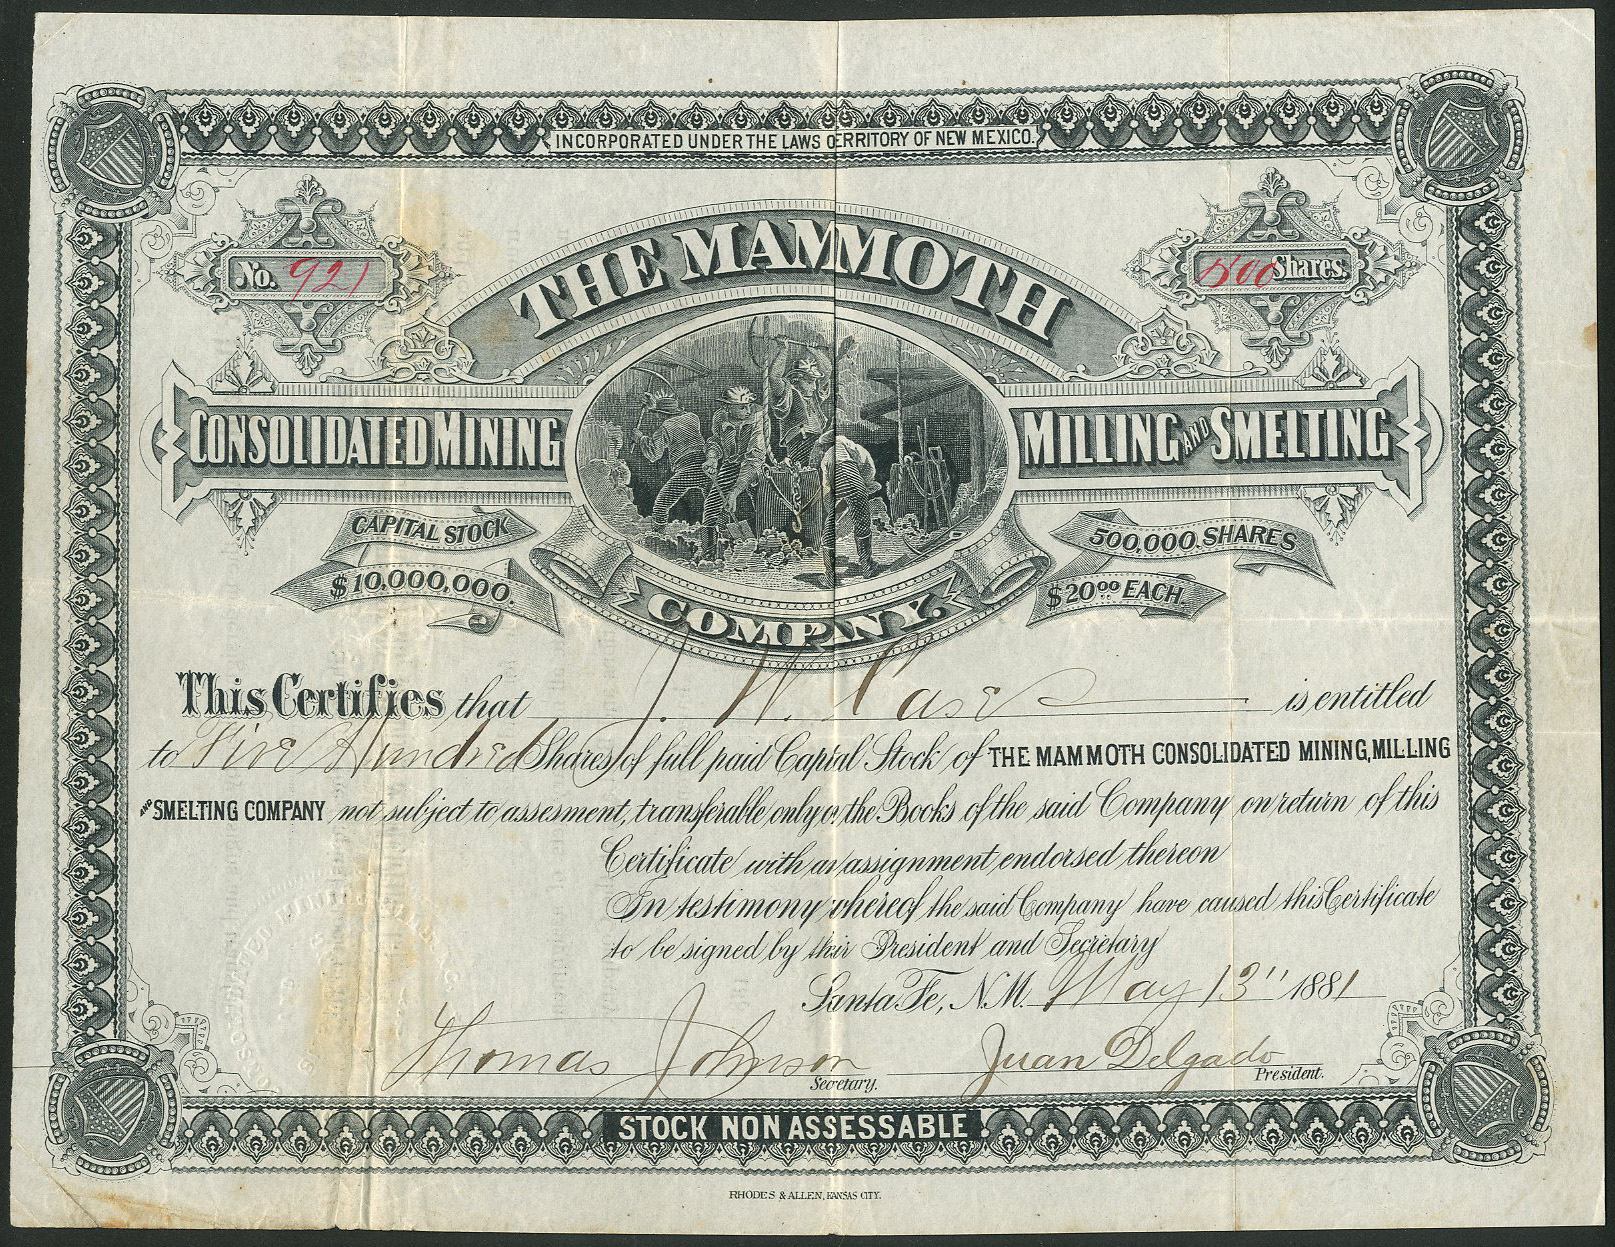 INCORPORATED UNDER THE LAWS OERRITORY OF NEW MEXICO.
No. 921
500 Shares.
THE MAMMOTH
CONSOLIDATED MINING
MILLING AND SMELTING
COMPANY.
CAPITAL STOCK
$10,000,000.
500,000. SHARES
$20.00 EACH.
This Certifies that J. W. Case is entitled
to Five Hundred Shares of full paid Capital Stock of THE MAMMOTH CONSOLIDATED MINING, MILLING
AND SMELTING COMPANY not subject to assesment, transferable only o the Books of the said Company on return of this
Certificate with an assignment endorsed thereon
In testimony whereof the said Company have caused this Certificate
to be signed by their President and Secretary
Santa Fe, N.M. May 13" 1881
Thomas Johnson Secretary.
Juan Delgado President.
STOCK NON ASSESSABLE
RHODES & ALLEN, KANSAS CITY.